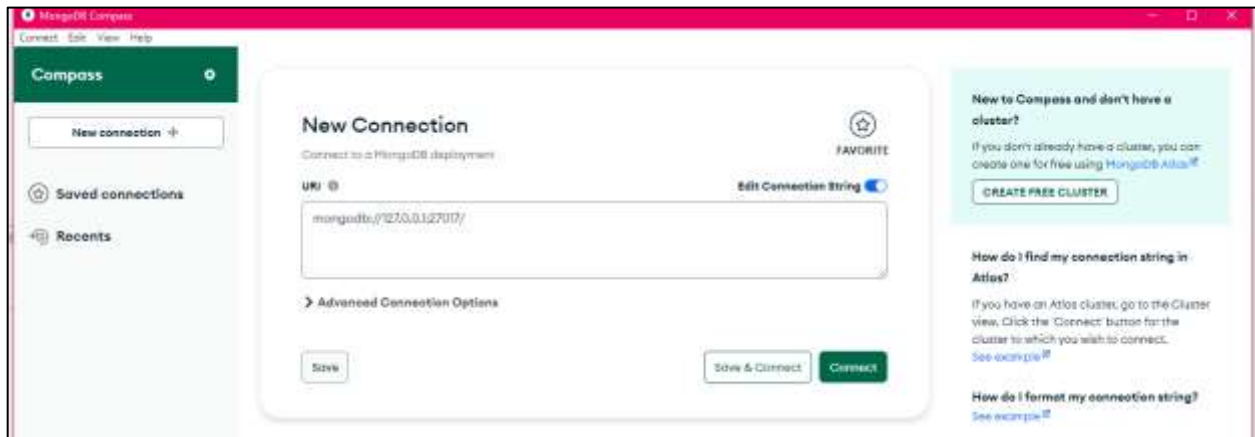 MongoDB Compass
Connect Edit View Help
Compass
New connection +
Saved connections
Recents
New Connection
Connect to a MongoDB deployment
FAVORITE
URI
Edit Connection String
mongodb://127.0.0.1:27017/
Advanced Connection Options
Save
Save & Connect
Connect
New to Compass and don't have a
cluster?
If you don't already have a cluster, you can
create one for free using MongoDB Atlas
CREATE FREE CLUSTER
How do I find my connection string in
Atlas?
If you have an Atlas cluster, go to the Cluster
view. Click the 'Connect' button for the
cluster to which you wish to connect.
See example
How do I format my connection string?
See example